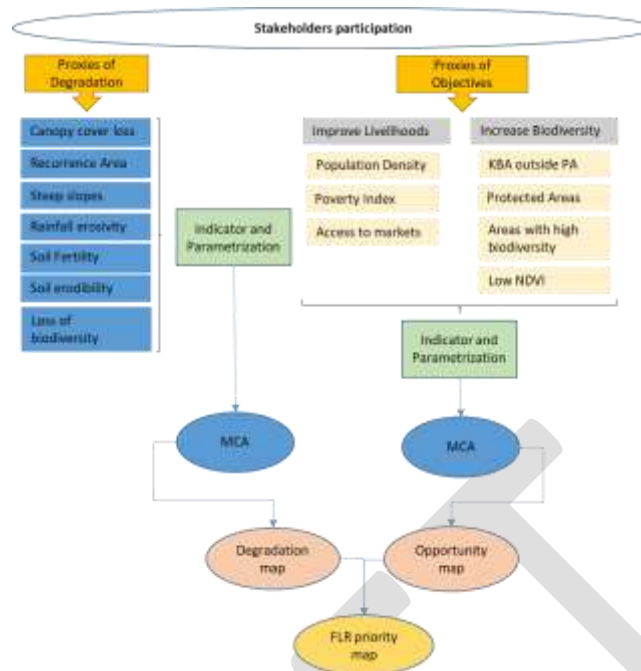 Stakeholders participation
Proxies of
Degradation
Proxies of
Objectives
Canopy cover loss
Recurrence Area
Steep slopes
Rainfall erosivity
Soil Fertility
Soil erodibility
Loss of
biodiversity
Indicator and
Parametrization
Improve Livelihoods
Population Density
Poverty Index
Access to markets
Increase Biodiversity
KBA outside PA
Protected Areas
Areas with high
biodiversity
Low NDVI
Indicator and
Parametrization
MCA
MCA
Degradation
map
Opportunity
map
FLR priority
map